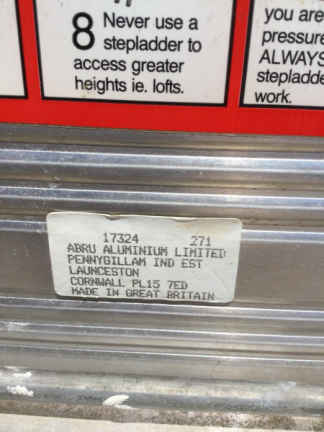 8 Never use a
stepladder to
access greater
heights ie. lofts.
you are
pressure
ALWAYS
stepladde
work.
17324 271
ABRU ALUMINIUM LIMITED
PENNYGILLAM IND EST
LAUNCESTON
CORNWALL PL15 7ED
MADE IN GREAT BRITAIN